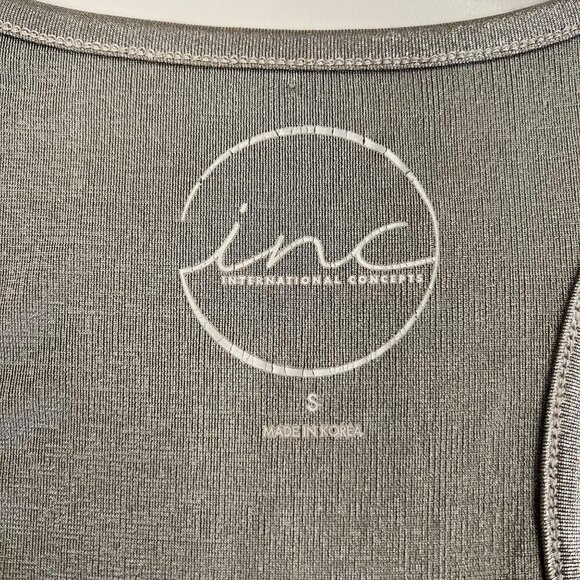 inc
INTERNATIONAL CONCEPTS
S
MADE IN KOREA